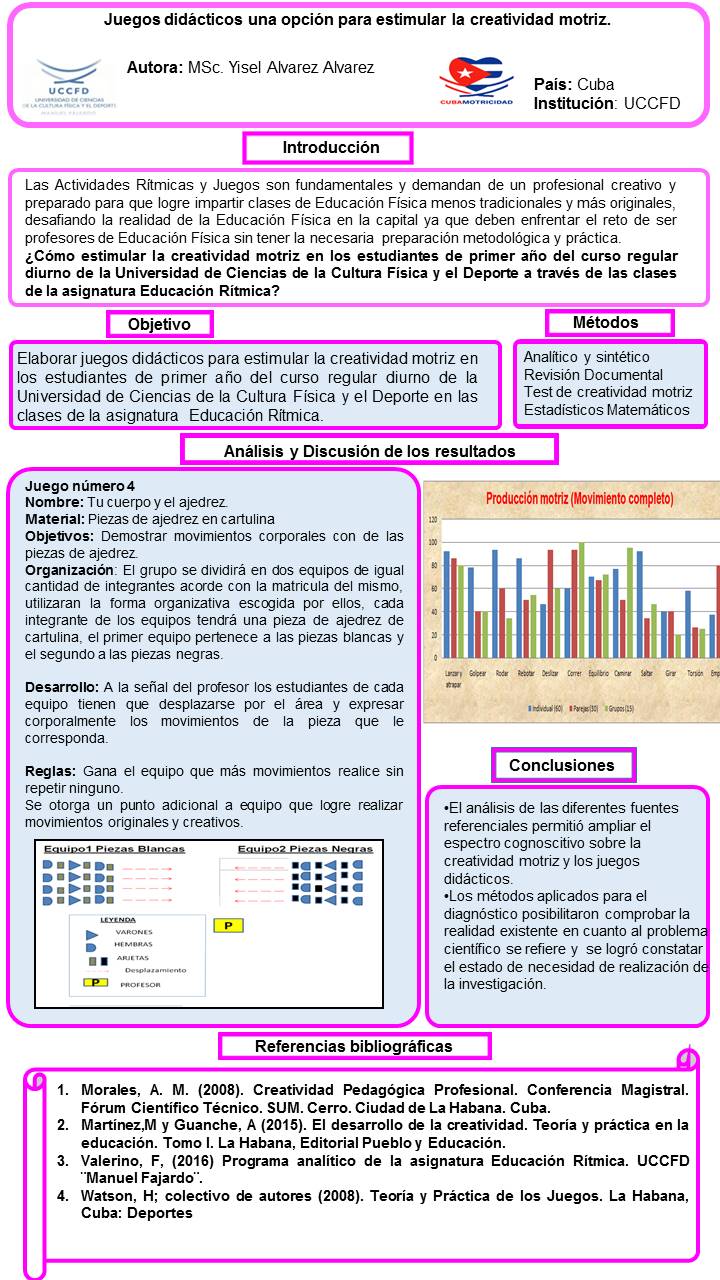 Juegos didácticos una opción para estimular la creatividad motriz.
Autora: MSc. Yisel Alvarez Alvarez
UCCFD
UNIVERSIDAD DE CIENCIAS
DE LA CULTURA FÍSICA Y EL DEPORTE
MANUEL FAJARDO
CUBAMOTRICIDAD
País: Cuba
Institución: UCCFD
Introducción
Las Actividades Rítmicas y Juegos son fundamentales y demandan de un profesional creativo y
preparado para que logre impartir clases de Educación Física menos tradicionales y más originales,
desafiando la realidad de la Educación Física en la capital ya que deben enfrentar el reto de ser
profesores de Educación Física sin tener la necesaria preparación metodológica y práctica.
¿Cómo estimular la creatividad motriz en los estudiantes de primer año del curso regular
diurno de la Universidad de Ciencias de la Cultura Física y el Deporte a través de las clases
de la asignatura Educación Rítmica?
Objetivo
Elaborar juegos didácticos para estimular la creatividad motriz en
los estudiantes de primer año del curso regular diurno de la
Universidad de Ciencias de la Cultura Física y el Deporte en las
clases de la asignatura Educación Rítmica.
Métodos
Analítico y sintético
Revisión Documental
Test de creatividad motriz
Estadísticos Matemáticos
Análisis y Discusión de los resultados
Juego número 4
Nombre: Tu cuerpo y el ajedrez.
Material: Piezas de ajedrez en cartulina
Objetivos: Demostrar movimientos corporales con de las
piezas de ajedrez.
Organización: El grupo se dividirá en dos equipos de igual
cantidad de integrantes acorde con la matricula del mismo,
utilizaran la forma organizativa escogida por ellos, cada
integrante de los equipos tendrá una pieza de ajedrez de
cartulina, el primer equipo pertenece a las piezas blancas y
el segundo a las piezas negras.
Desarrollo: A la señal del profesor los estudiantes de cada
equipo tienen que desplazarse por el área y expresar
corporalmente los movimientos de la pieza que le
corresponda.
Reglas: Gana el equipo que más movimientos realice sin
repetir ninguno.
Se otorga un punto adicional a equipo que logre realizar
movimientos originales y creativos.
Equipo1 Piezas Blancas
Equipo2 Piezas Negras
P
LEYENDA
VARONES
HEMBRAS
ARJETAS
Desplazamiento
P PROFESOR
Producción motriz (Movimiento completo)
120
100
80
60
40
20
0
Lanzar y atrapar Golpear Rodar Rebotar Deslizar Correr Equilibrio Caminar Saltar Girar Torsión Emp
Individual (60) Parejas (30) Grupos (15)
Conclusiones
•El análisis de las diferentes fuentes
referenciales permitió ampliar el
espectro cognoscitivo sobre la
creatividad motriz y los juegos
didácticos.
•Los métodos aplicados para el
diagnóstico posibilitaron comprobar la
realidad existente en cuanto al problema
científico se refiere y se logró constatar
el estado de necesidad de realización de
la investigación.
Referencias bibliográficas
1. Morales, A. M. (2008). Creatividad Pedagógica Profesional. Conferencia Magistral.
Fórum Científico Técnico. SUM. Cerro. Ciudad de La Habana. Cuba.
2. Martínez,M y Guanche, A (2015). El desarrollo de la creatividad. Teoría y práctica en la
educación. Tomo I. La Habana, Editorial Pueblo y Educación.
3. Valerino, F, (2016) Programa analítico de la asignatura Educación Rítmica. UCCFD
¨Manuel Fajardo¨.
4. Watson, H; colectivo de autores (2008). Teoría y Práctica de los Juegos. La Habana,
Cuba: Deportes